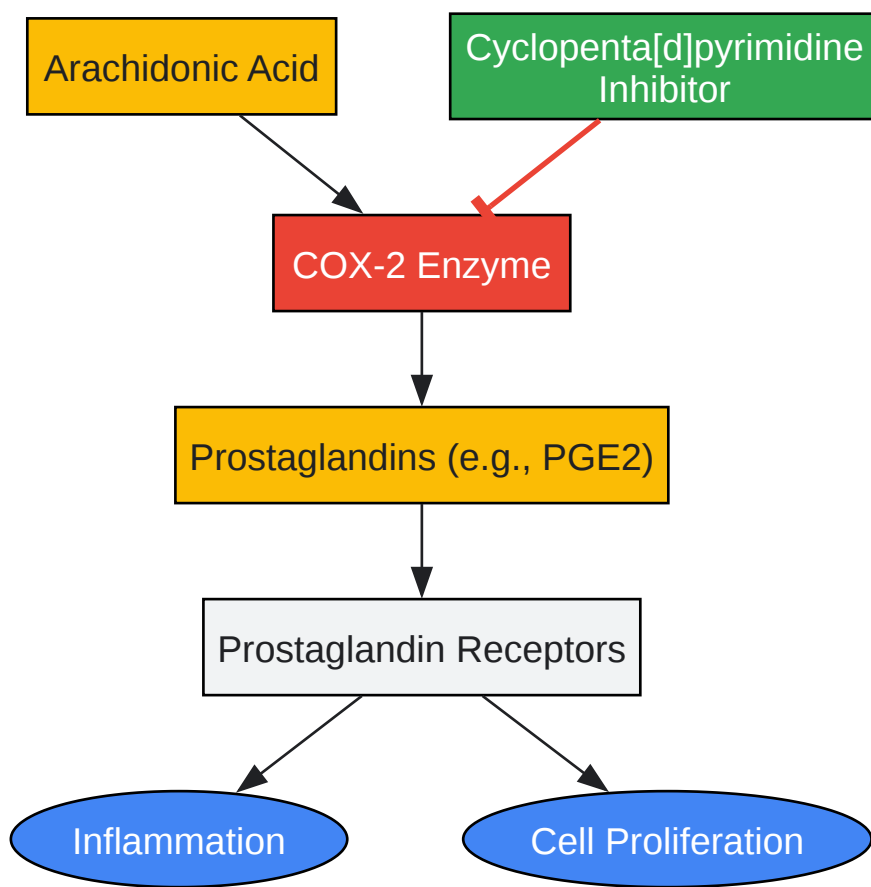 Arachidonic Acid
Cyclopenta[d]pyrimidine
Inhibitor
COX-2 Enzyme
Prostaglandins (e.g., PGE2)
Prostaglandin Receptors
Inflammation
Cell Proliferation